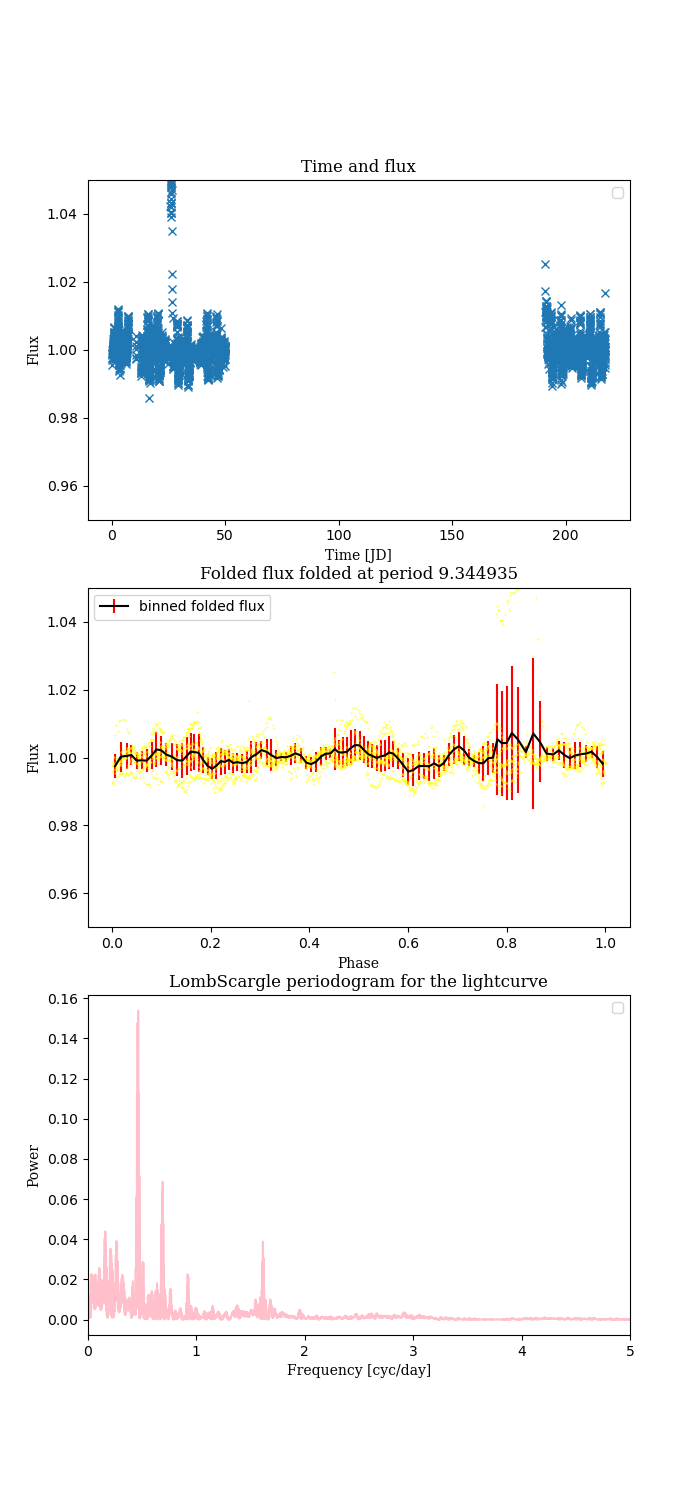 Time and flux
1.04
1.02
1.00
0.98
0.96
Flux
0 50 100 150 200
Time [JD]
Folded flux folded at period 9.344935
binned folded flux
1.04
1.02
1.00
0.98
0.96
Flux
0.0 0.2 0.4 0.6 0.8 1.0
Phase
LombScargle periodogram for the lightcurve
0.16
0.14
0.12
0.10
0.08
0.06
0.04
0.02
0.00
Power
0 1 2 3 4 5
Frequency [cyc/day]